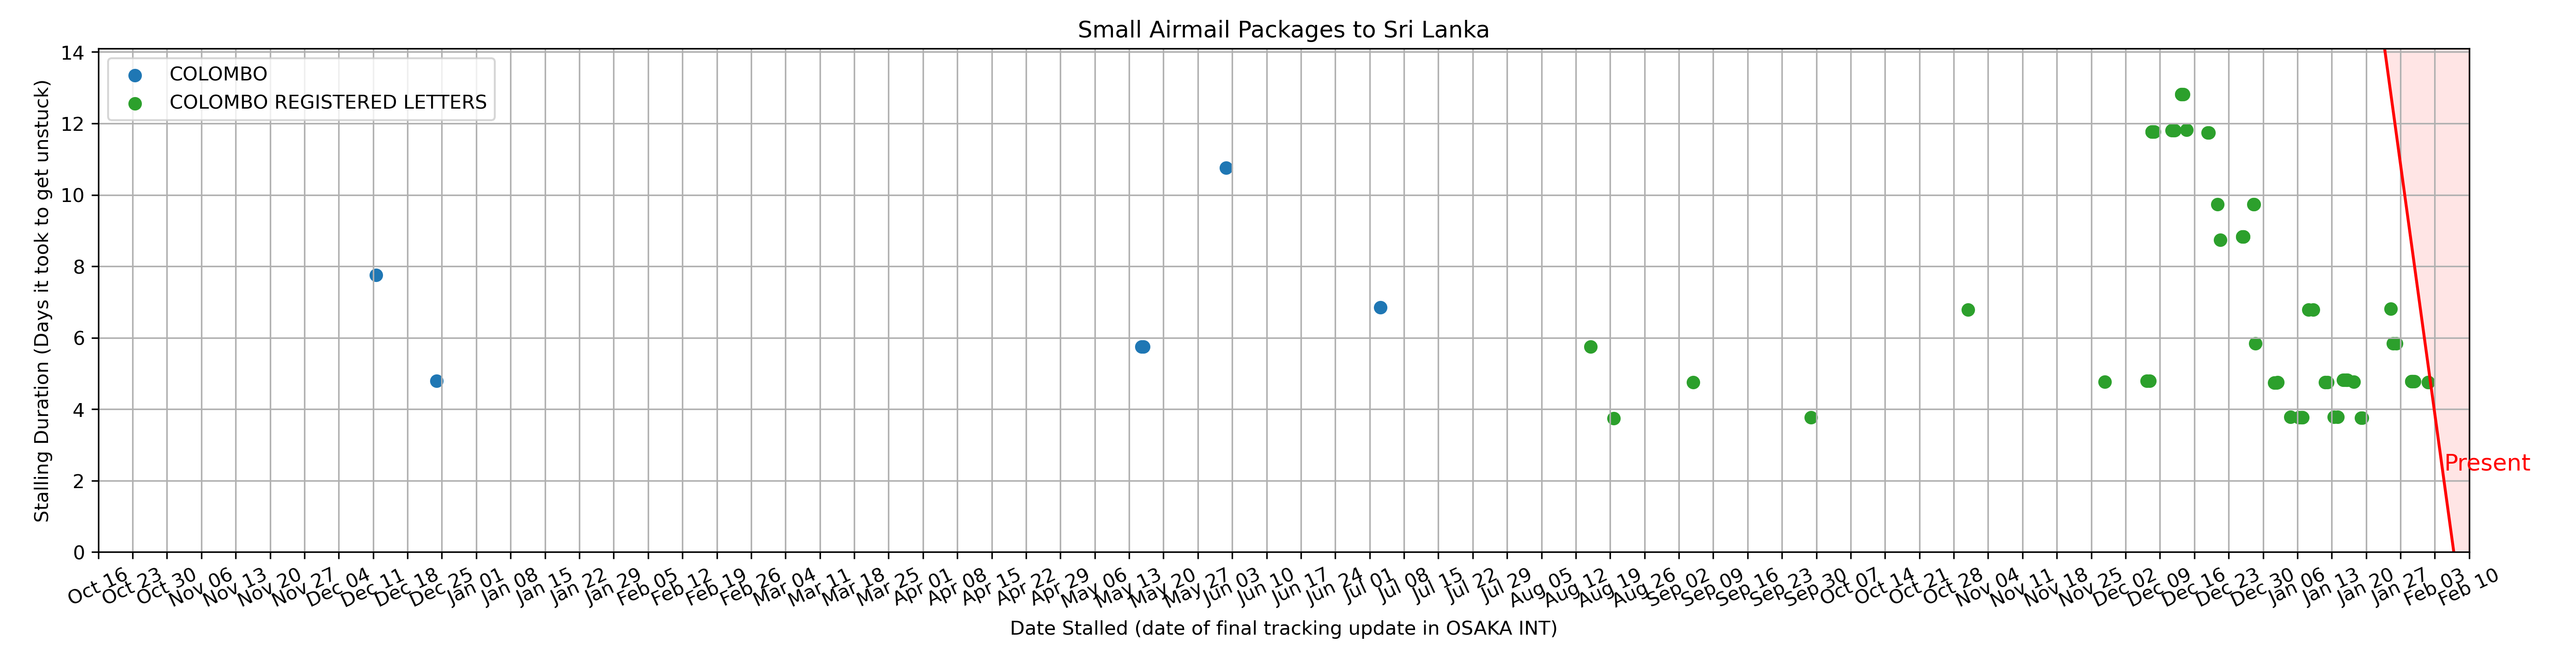 Small Airmail Packages to Sri Lanka
COLOMBO
COLOMBO REGISTERED LETTERS
Stalling Duration (Days it took to get unstuck)
14
12
10
8
6
4
2
0
Present
Oct 16
Oct 23
Oct 30
Nov 06
Nov 13
Nov 20
Nov 27
Dec 04
Dec 11
Dec 18
Dec 25
Jan 01
Jan 08
Jan 15
Jan 22
Jan 29
Feb 05
Feb 12
Feb 19
Feb 26
Mar 04
Mar 11
Mar 18
Mar 25
Apr 01
Apr 08
Apr 15
Apr 22
Apr 29
May 06
May 13
May 20
May 27
Jun 03
Jun 10
Jun 17
Jun 24
Jul 01
Jul 08
Jul 15
Jul 22
Jul 29
Aug 05
Aug 12
Aug 19
Aug 26
Sep 02
Sep 09
Sep 16
Sep 23
Sep 30
Oct 07
Oct 14
Oct 21
Oct 28
Nov 04
Nov 11
Nov 18
Nov 25
Dec 02
Dec 09
Dec 16
Dec 23
Dec 30
Jan 06
Jan 13
Jan 20
Jan 27
Feb 03
Feb 10
Date Stalled (date of final tracking update in OSAKA INT)